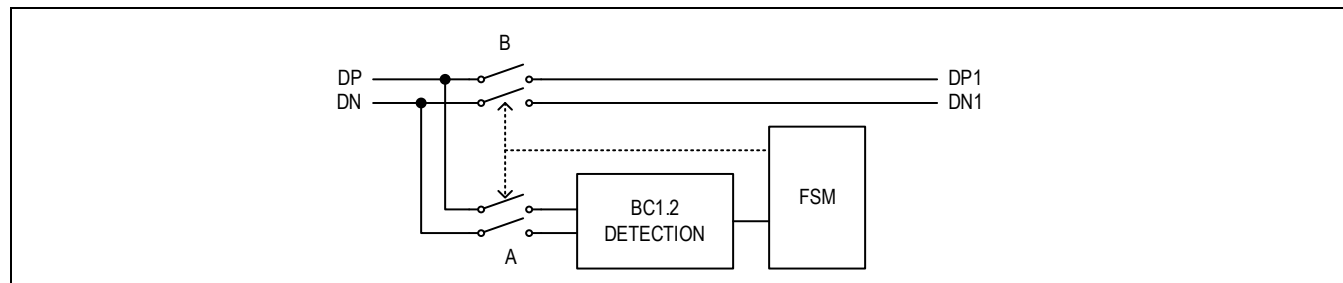 B
DP
DP1
DN
DN1
FSM
BC1.2
DETECTION
A